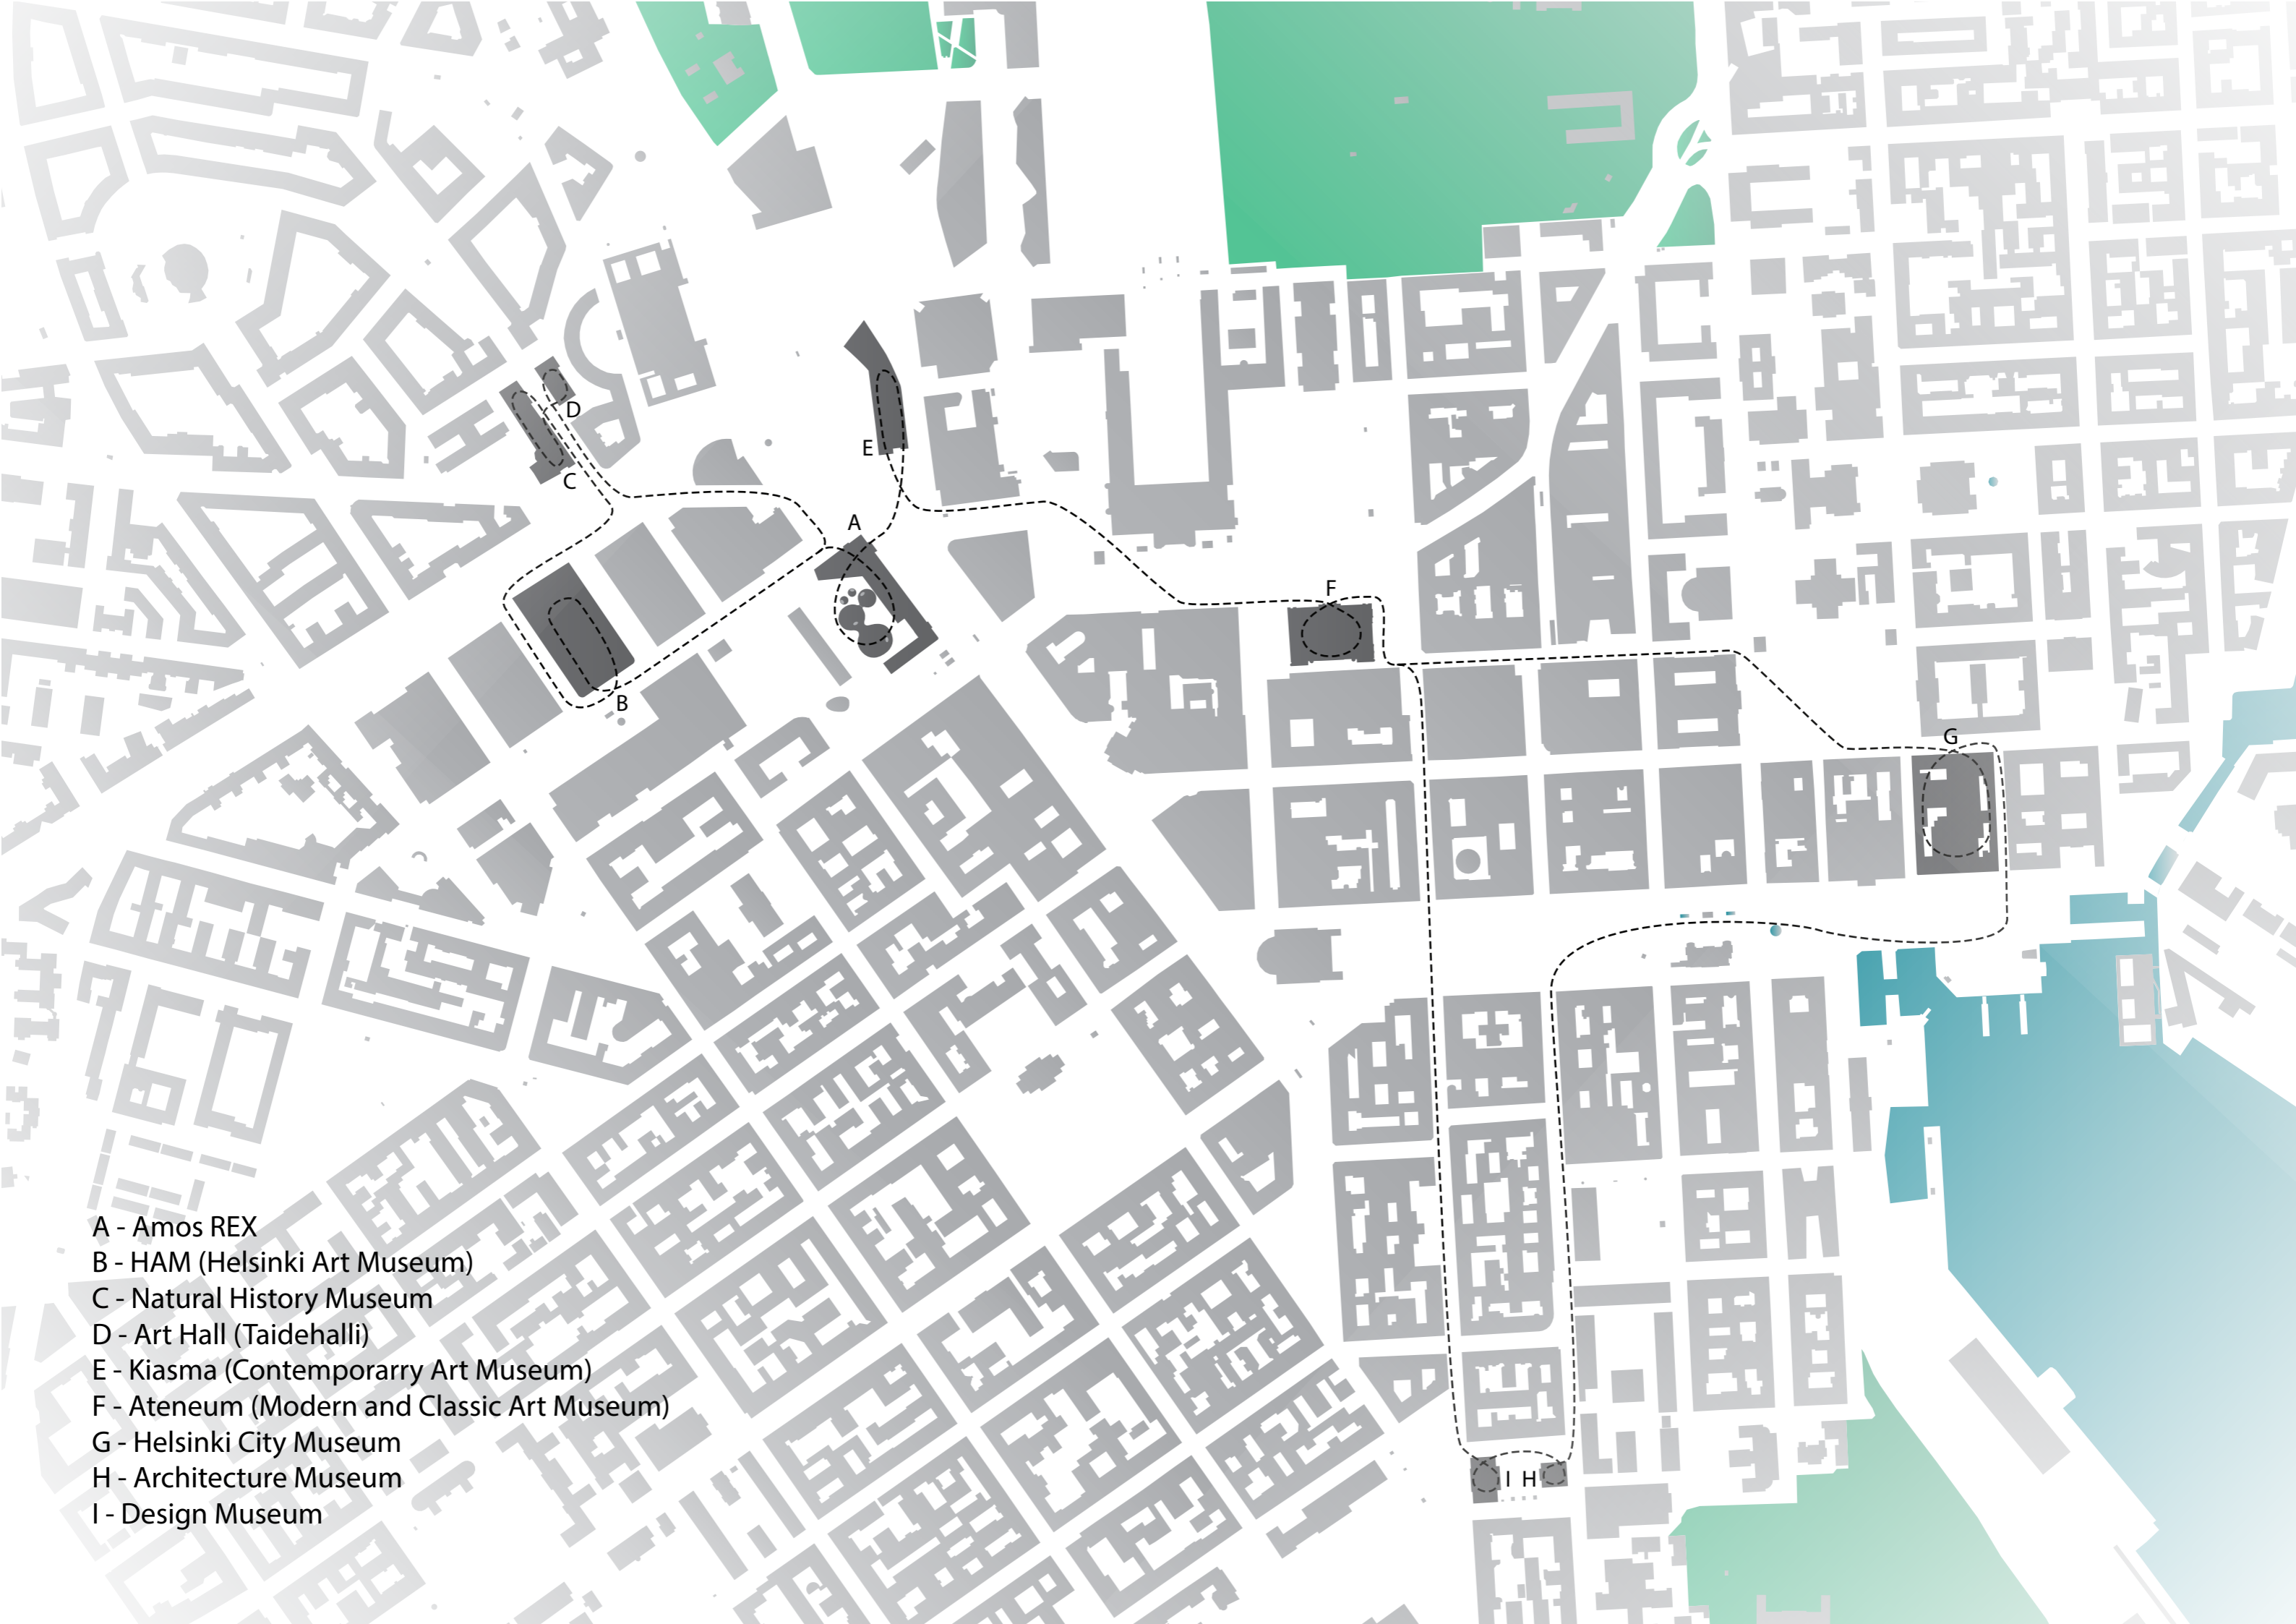 D
C
E
A
F
B
G
I H
A - Amos REX
B - HAM (Helsinki Art Museum)
C - Natural History Museum
D - Art Hall (Taidehalli)
E - Kiasma (Contemporarry Art Museum)
F - Ateneum (Modern and Classic Art Museum)
G - Helsinki City Museum
H - Architecture Museum
I - Design Museum